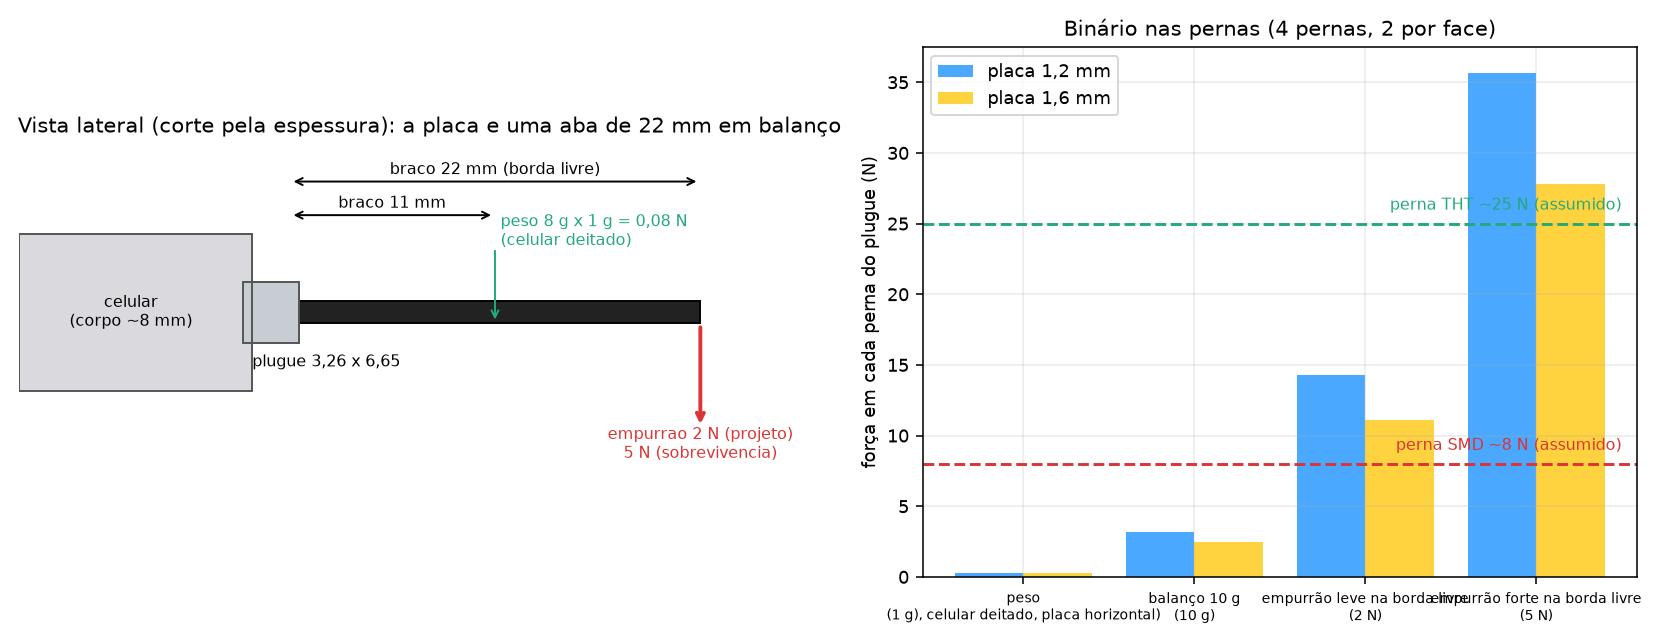 Vista lateral (corte pela espessura): a placa e uma aba de 22 mm em balanço
braco 22 mm (borda livre)
braco 11 mm
peso 8 g x 1 g = 0,08 N
(celular deitado)
celular
(corpo ~8 mm)
plugue 3,26 x 6,65
empurrao 2 N (projeto)
5 N (sobrevivencia)
Binário nas pernas (4 pernas, 2 por face)
placa 1,2 mm
placa 1,6 mm
força em cada perna do plugue (N)
35
30
25
20
15
10
5
0
perna THT ~25 N (assumido)
perna SMD ~8 N (assumido)
peso
(1 g), celular deitado, placa horizontal)
balanço 10 g
(10 g)
empurrão leve na borda livre
(2 N)
empurrão forte na borda livre
(5 N)